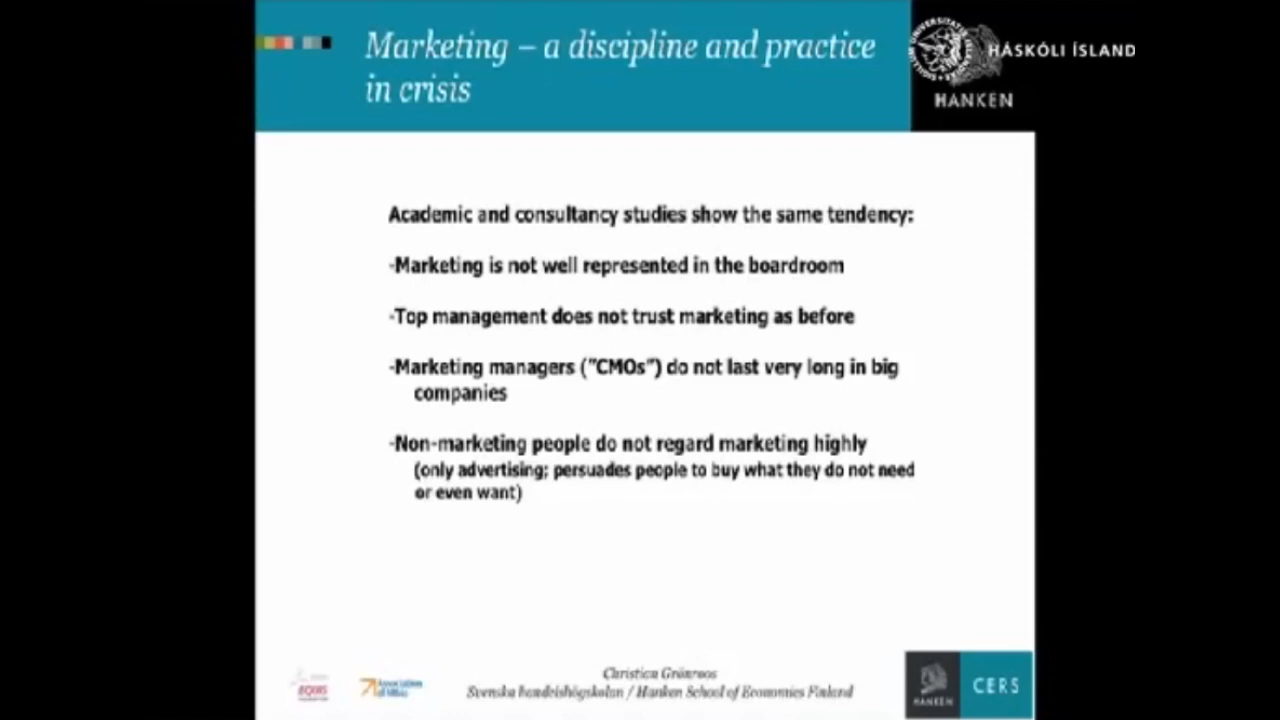 Marketing – a discipline and practice
in crisis
HÁSKÓLI ÍSLAND
HANKEN
Academic and consultancy studies show the same tendency:
-Marketing is not well represented in the boardroom
-Top management does not trust marketing as before
-Marketing managers ("CMOs") do not last very long in big
companies
-Non-marketing people do not regard marketing highly
(only advertising; persuades people to buy what they do not need
or even want)
EQUIS
Association
of MBAs
Christian Grönroos
Svenska handelshögskolan / Hanken School of Economics Finland
HANKEN
CERS